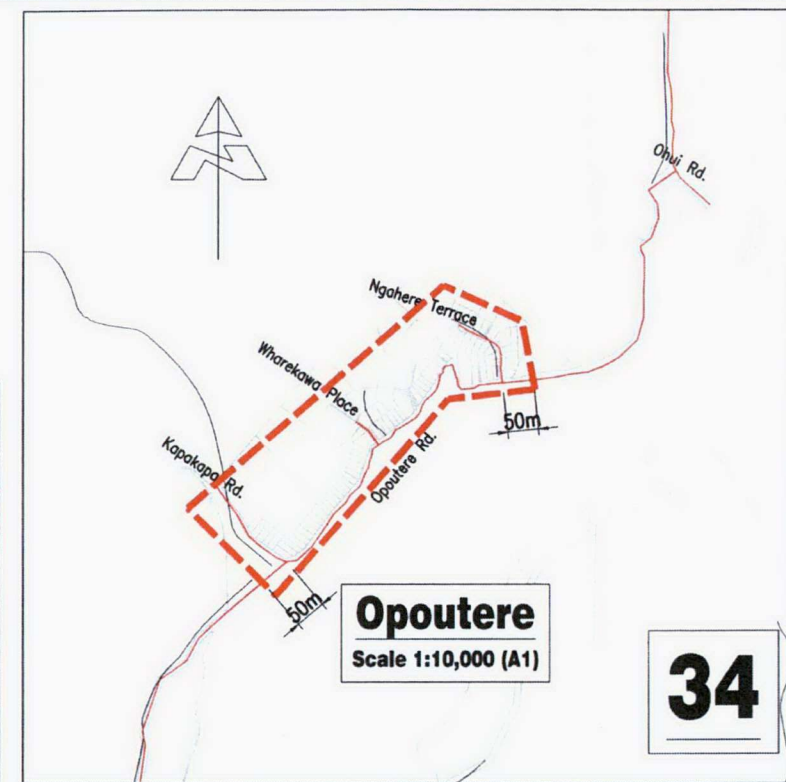 Ohui Rd.
Ngahere Terrace
Wharekawa Place
50m
Kapakapa Rd.
Opoutere Rd.
50m
Opoutere
Scale 1:10,000 (A1)
34